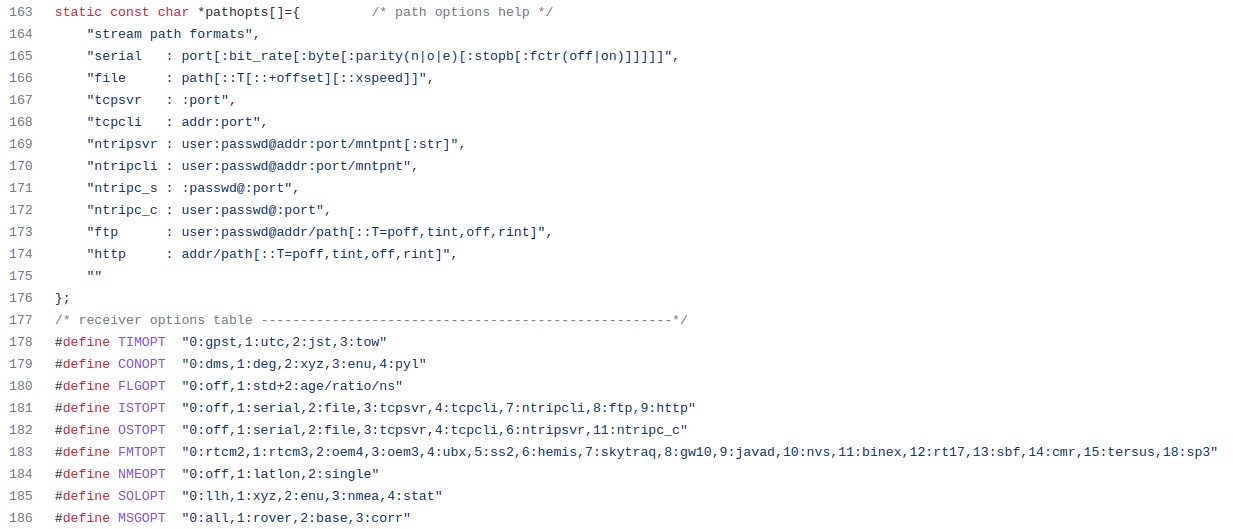 163 static const char *pathopts[]={         /* path options help */
164     "stream path formats",
165     "serial   : port[:bit_rate[:byte[:parity(n|o|e)[:stopb[:fctr(off|on)]]]]]",
166     "file     : path[::T[::+offset][::xspeed]]",
167     "tcpsvr   : :port",
168     "tcpcli   : addr:port",
169     "ntripsvr : user:passwd@addr:port/mntpnt[:str]",
170     "ntripcli : user:passwd@addr:port/mntpnt",
171     "ntripc_s : :passwd@:port",
172     "ntripc_c : user:passwd@:port",
173     "ftp      : user:passwd@addr/path[::T=poff,tint,off,rint]",
174     "http     : addr/path[::T=poff,tint,off,rint]",
175     ""
176 };
177 /* receiver options table ----------------------------------------------------*/
178 #define TIMOPT  "0:gpst,1:utc,2:jst,3:tow"
179 #define CONOPT  "0:dms,1:deg,2:xyz,3:enu,4:pyl"
180 #define FLGOPT  "0:off,1:std+2:age/ratio/ns"
181 #define ISTOPT  "0:off,1:serial,2:file,3:tcpsvr,4:tcpcli,7:ntripcli,8:ftp,9:http"
182 #define OSTOPT  "0:off,1:serial,2:file,3:tcpsvr,4:tcpcli,6:ntripsvr,11:ntripc_c"
183 #define FMTOPT  "0:rtcm2,1:rtcm3,2:oem4,3:oem3,4:ubx,5:ss2,6:hemis,7:skytraq,8:gw10,9:javad,10:nvs,11:binex,12:rt17,13:sbf,14:cmr,15:tersus,18:sp3"
184 #define NMEOPT  "0:off,1:latlon,2:single"
185 #define SOLOPT  "0:llh,1:xyz,2:enu,3:nmea,4:stat"
186 #define MSGOPT  "0:all,1:rover,2:base,3:corr"